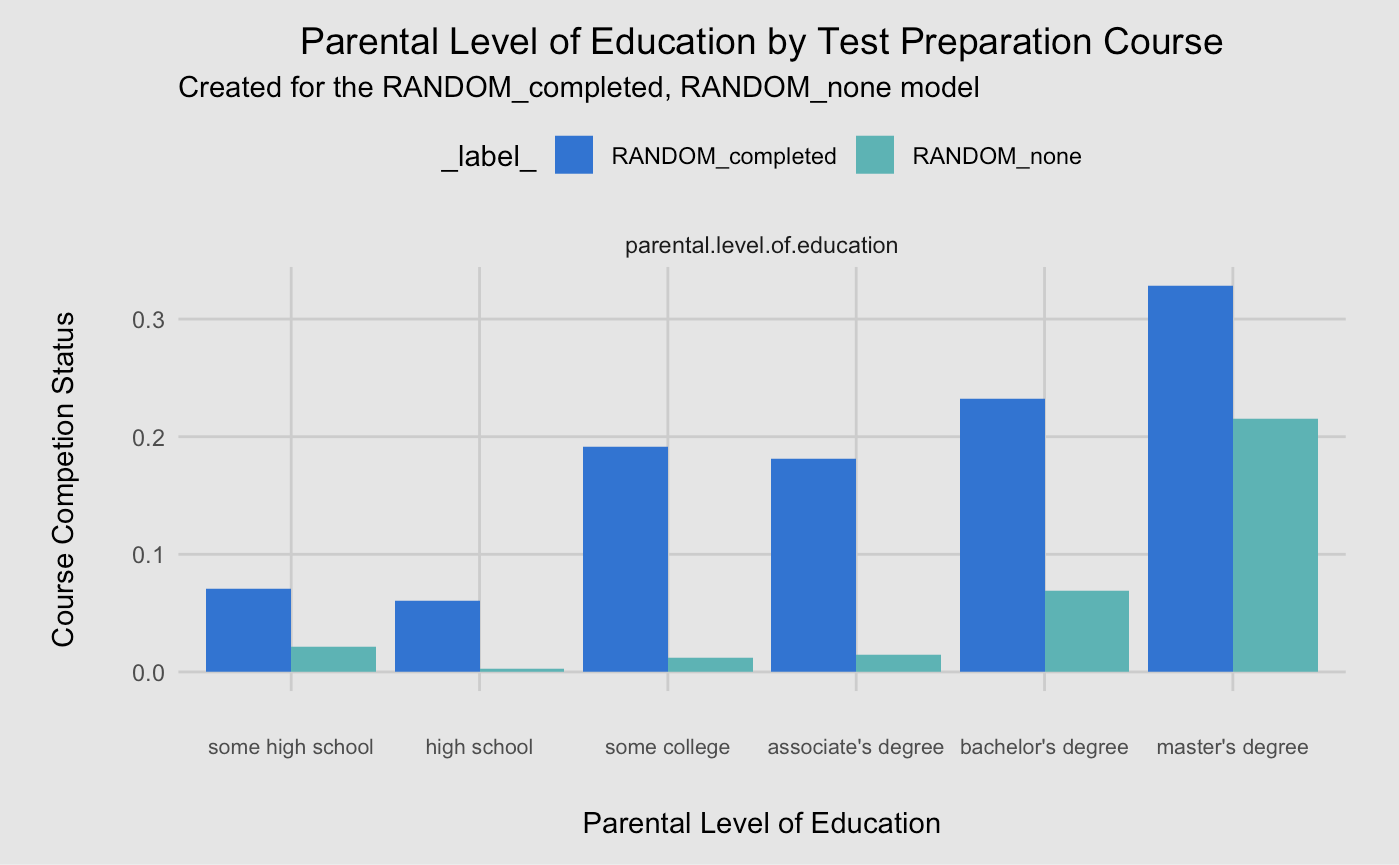 Parental Level of Education by Test Preparation Course
Created for the RANDOM_completed, RANDOM_none model
_label_ RANDOM_completed RANDOM_none
parental.level.of.education
Course Competion Status
0.3
0.2
0.1
0.0
some high school high school some college associate's degree bachelor's degree master's degree
Parental Level of Education